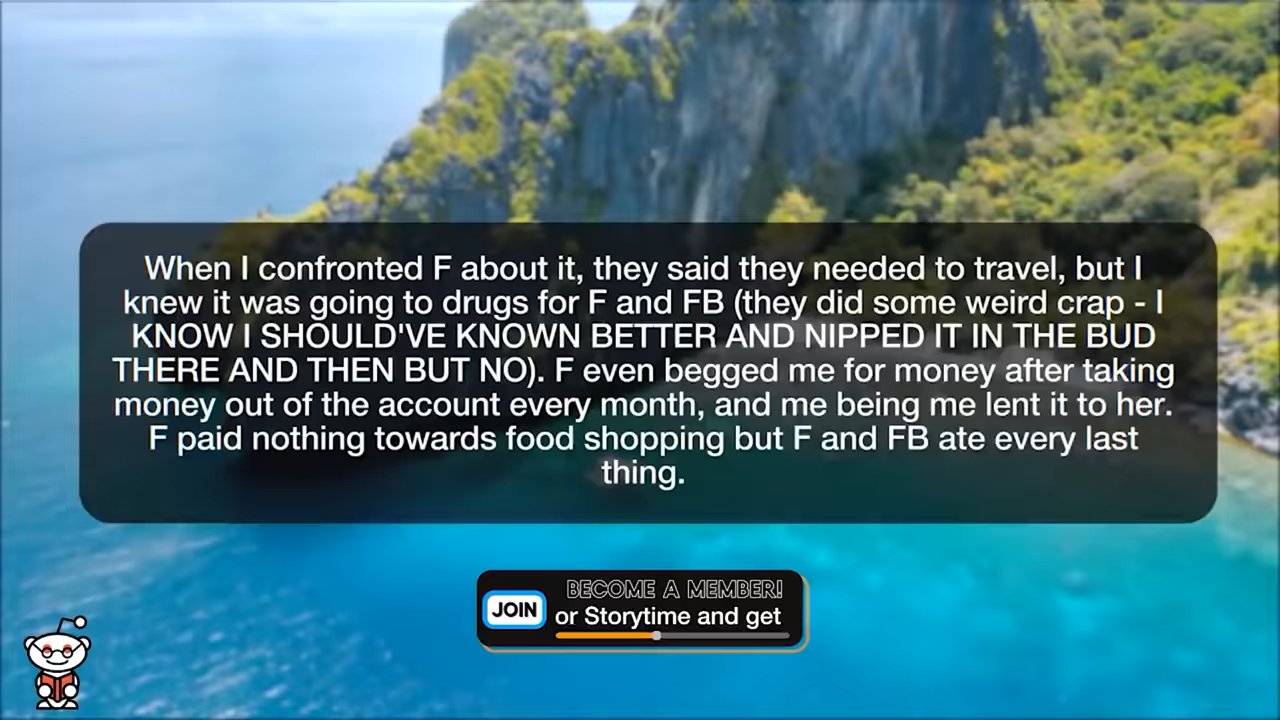 When I confronted F about it, they said they needed to travel, but I
knew it was going to drugs for F and FB (they did some weird crap - I
KNOW I SHOULD'VE KNOWN BETTER AND NIPPED IT IN THE BUD
THERE AND THEN BUT NO). F even begged me for money after taking
money out of the account every month, and me being me lent it to her.
F paid nothing towards food shopping but F and FB ate every last
thing.
BECOME A MEMBER!
JOIN
or Storytime and get